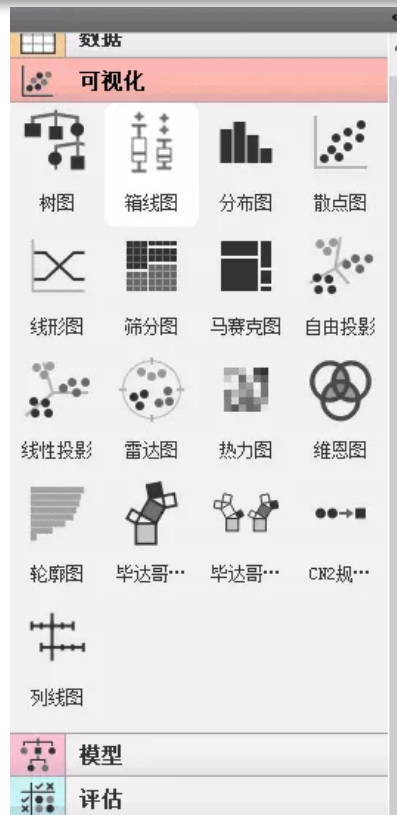 数据
可视化
树图 箱线图 分布图 散点图
线形图 筛分图 马赛克图 自由投影
线性投影 雷达图 热力图 维恩图
轮廓图 毕达哥… 毕达哥… CN2规…
列线图
模型
评估